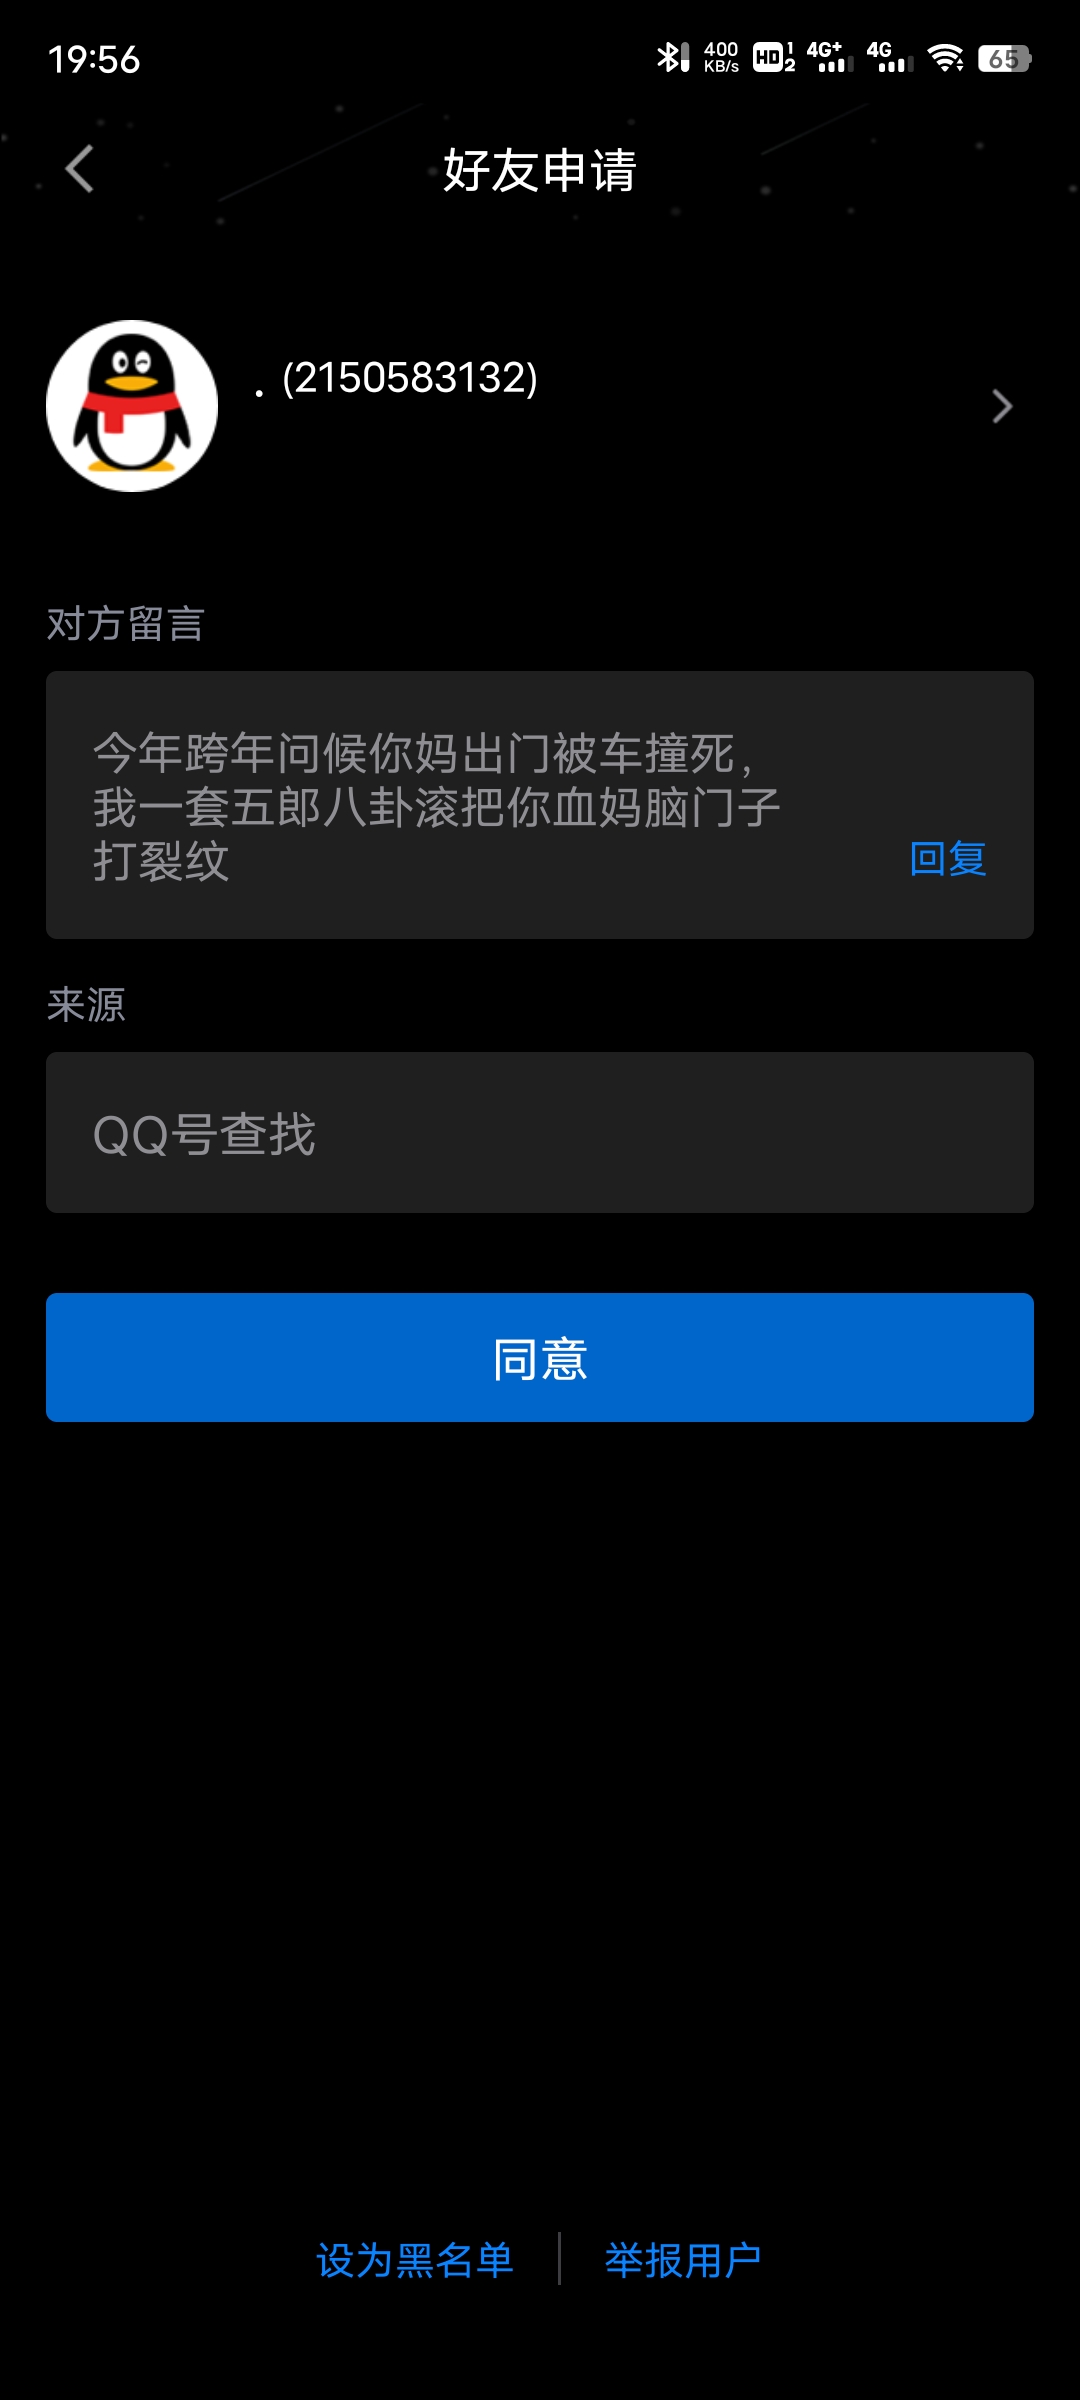 19:56
400 KB/s HD 1 2 4G+ 4G 65
好友申请
. (2150583132)
对方留言
今年跨年问候你妈出门被车撞死，
我一套五郎八卦滚把你血妈脑门子
打裂纹
回复
来源
QQ号查找
同意
设为黑名单
举报用户